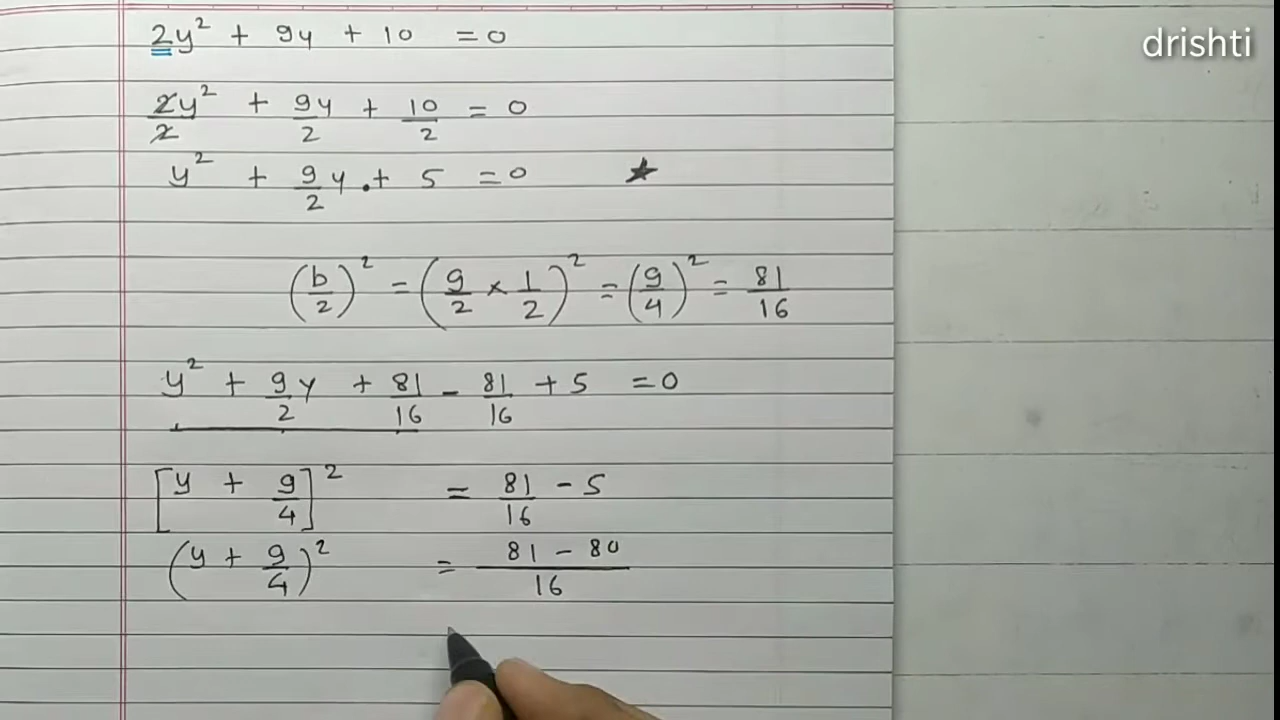 drishti
2y² + 9y + 10 = 0
2y²/2 + 9y/2 + 10/2 = 0
y² + 9/2 y + 5 = 0 ★
(b/2)² = (9/2 × 1/2)² = (9/4)² = 81/16
y² + 9/2 y + 81/16 - 81/16 + 5 = 0
[y + 9/4]² = 81/16 - 5
(y + 9/4)² = 81 - 80/16